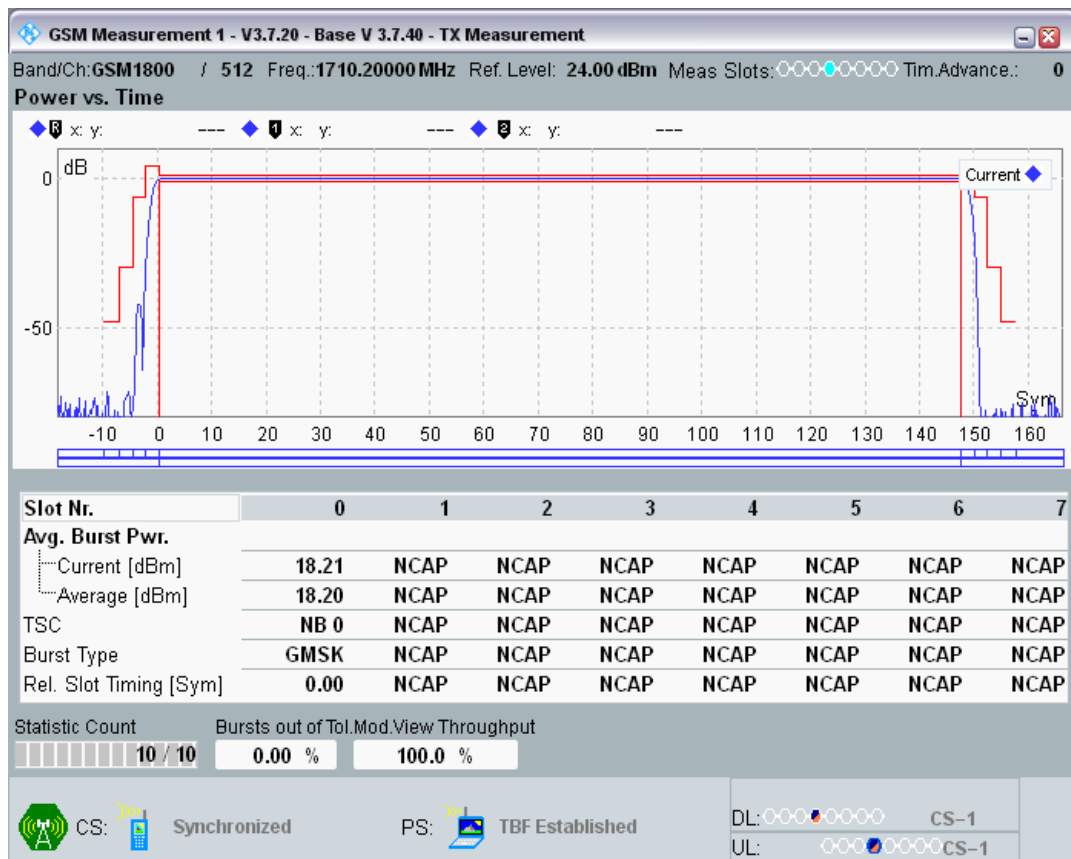 GSM Measurement 1 - V3.7.20 - Base V 3.7.40 - TX Measurement
Band/Ch:GSM1800 / 512 Freq.:1710.20000 MHz Ref. Level: 24.00 dBm Meas Slots: Tim.Advance.: 0
Power vs. Time
R x: y: --- 1 x: y: --- 2 x: y: ---
dB
Current
0
-50
Sym
-10 0 10 20 30 40 50 60 70 80 90 100 110 120 130 140 150 160
Slot Nr. 0 1 2 3 4 5 6 7
Avg. Burst Pwr.
Current [dBm] 18.21 NCAP NCAP NCAP NCAP NCAP NCAP NCAP
Average [dBm] 18.20 NCAP NCAP NCAP NCAP NCAP NCAP NCAP
TSC NB 0 NCAP NCAP NCAP NCAP NCAP NCAP NCAP
Burst Type GMSK NCAP NCAP NCAP NCAP NCAP NCAP NCAP
Rel. Slot Timing [Sym] 0.00 NCAP NCAP NCAP NCAP NCAP NCAP NCAP
Statistic Count Bursts out of Tol.Mod.View Throughput
10 / 10 0.00 % 100.0 %
CS: Synchronized PS: TBF Established
DL: CS-1
UL: CS-1